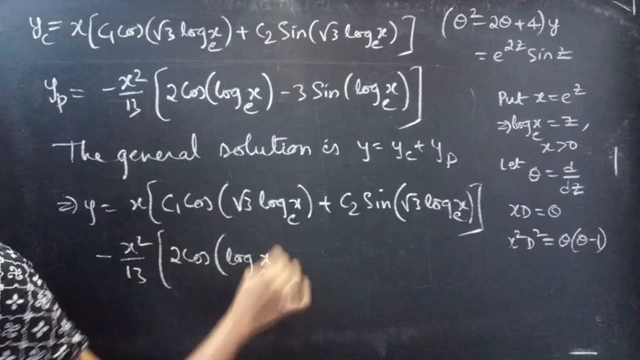 y_c = x[C₁Cos(√3 log_e x) + C₂ Sin(√3 log_e x)]
y_p = -x²/13 [2Cos(log_e x) - 3 Sin(log_e x)]
The general solution is y = y_c + y_p
⇒ y = x[C₁Cos(√3 log_e x) + C₂ Sin(√3 log_e x)]
- x²/13 [2Cos(log x
(θ² - 2θ + 4)y
= e^{2z} Sin z
Put x = e^z
⇒ log_e x = z,
x > 0
Let θ = d/dz
xD = θ
x²D² = θ(θ-1)